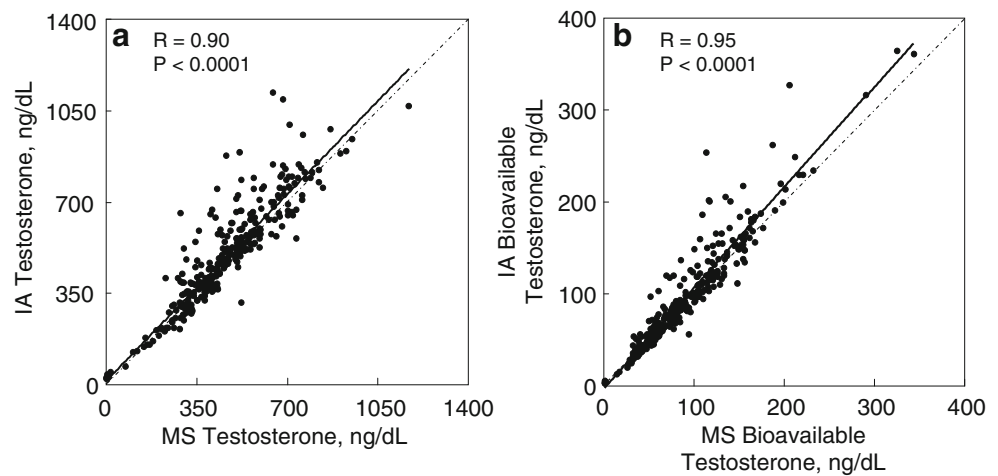 a
R = 0.90
P < 0.0001
1400
1050
700
350
0
IA Testosterone, ng/dL
0 350 700 1050 1400
MS Testosterone, ng/dL
b
R = 0.95
P < 0.0001
400
300
200
100
0
IA Bioavailable
Testosterone, ng/dL
0 100 200 300 400
MS Bioavailable
Testosterone, ng/dL